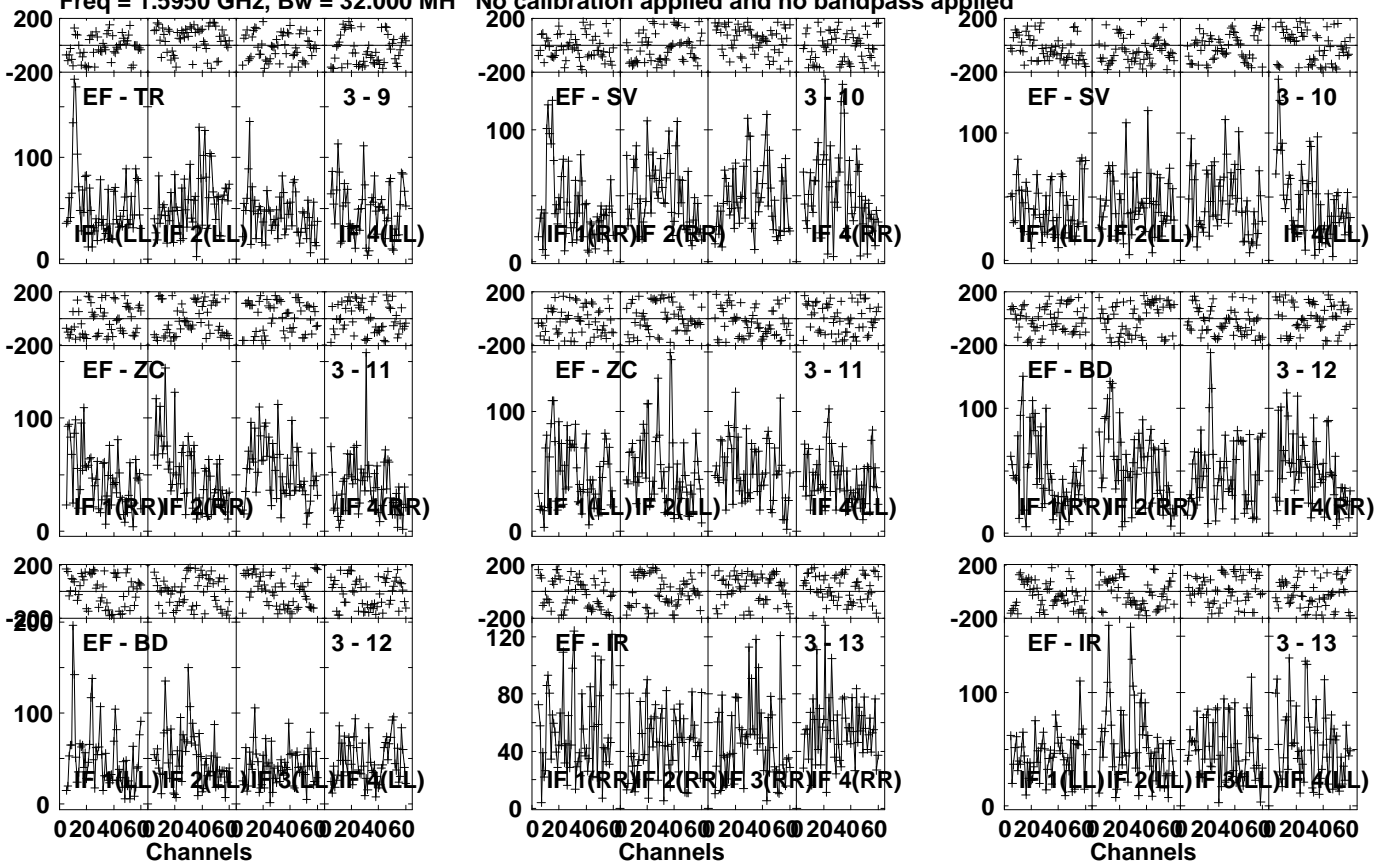 Freq = 1.5950 GHz, Bw = 32.000 MH No calibration applied and no bandpass applied
200
-200
EF - TR 3 - 9
100
0
IF 1(LL) IF 2(LL) IF 4(LL)
EF - SV 3 - 10
100
0
IF 1(RR) IF 2(RR) IF 4(RR)
200
-200
EF - SV 3 - 10
100
0
IF 1(LL) IF 2(LL) IF 4(LL)
200
-200
EF - ZC 3 - 11
100
0
IF 1(RR) IF 2(RR) IF 4(RR)
200
-200
EF - ZC 3 - 11
100
0
IF 1(LL) IF 2(LL) IF 4(LL)
200
-200
EF - BD 3 - 12
100
0
IF 1(RR) IF 2(RR) IF 4(RR)
200
-200
200
EF - BD 3 - 12
100
0
IF 1(LL) IF 2(LL) IF 3(LL) IF 4(LL)
0 20 40 60 0 20 40 60 0 20 40 60 0 20 40 60
Channels
200
-200
120
EF - IR 3 - 13
80
40
0
IF 1(RR) IF 2(RR) IF 3(RR) IF 4(RR)
0 20 40 60 0 20 40 60 0 20 40 60 0 20 40 60
Channels
200
-200
EF - IR 3 - 13
100
0
IF 1(LL) IF 2(LL) IF 3(LL) IF 4(LL)
0 20 40 60 0 20 40 60 0 20 40 60 0 20 40 60
Channels